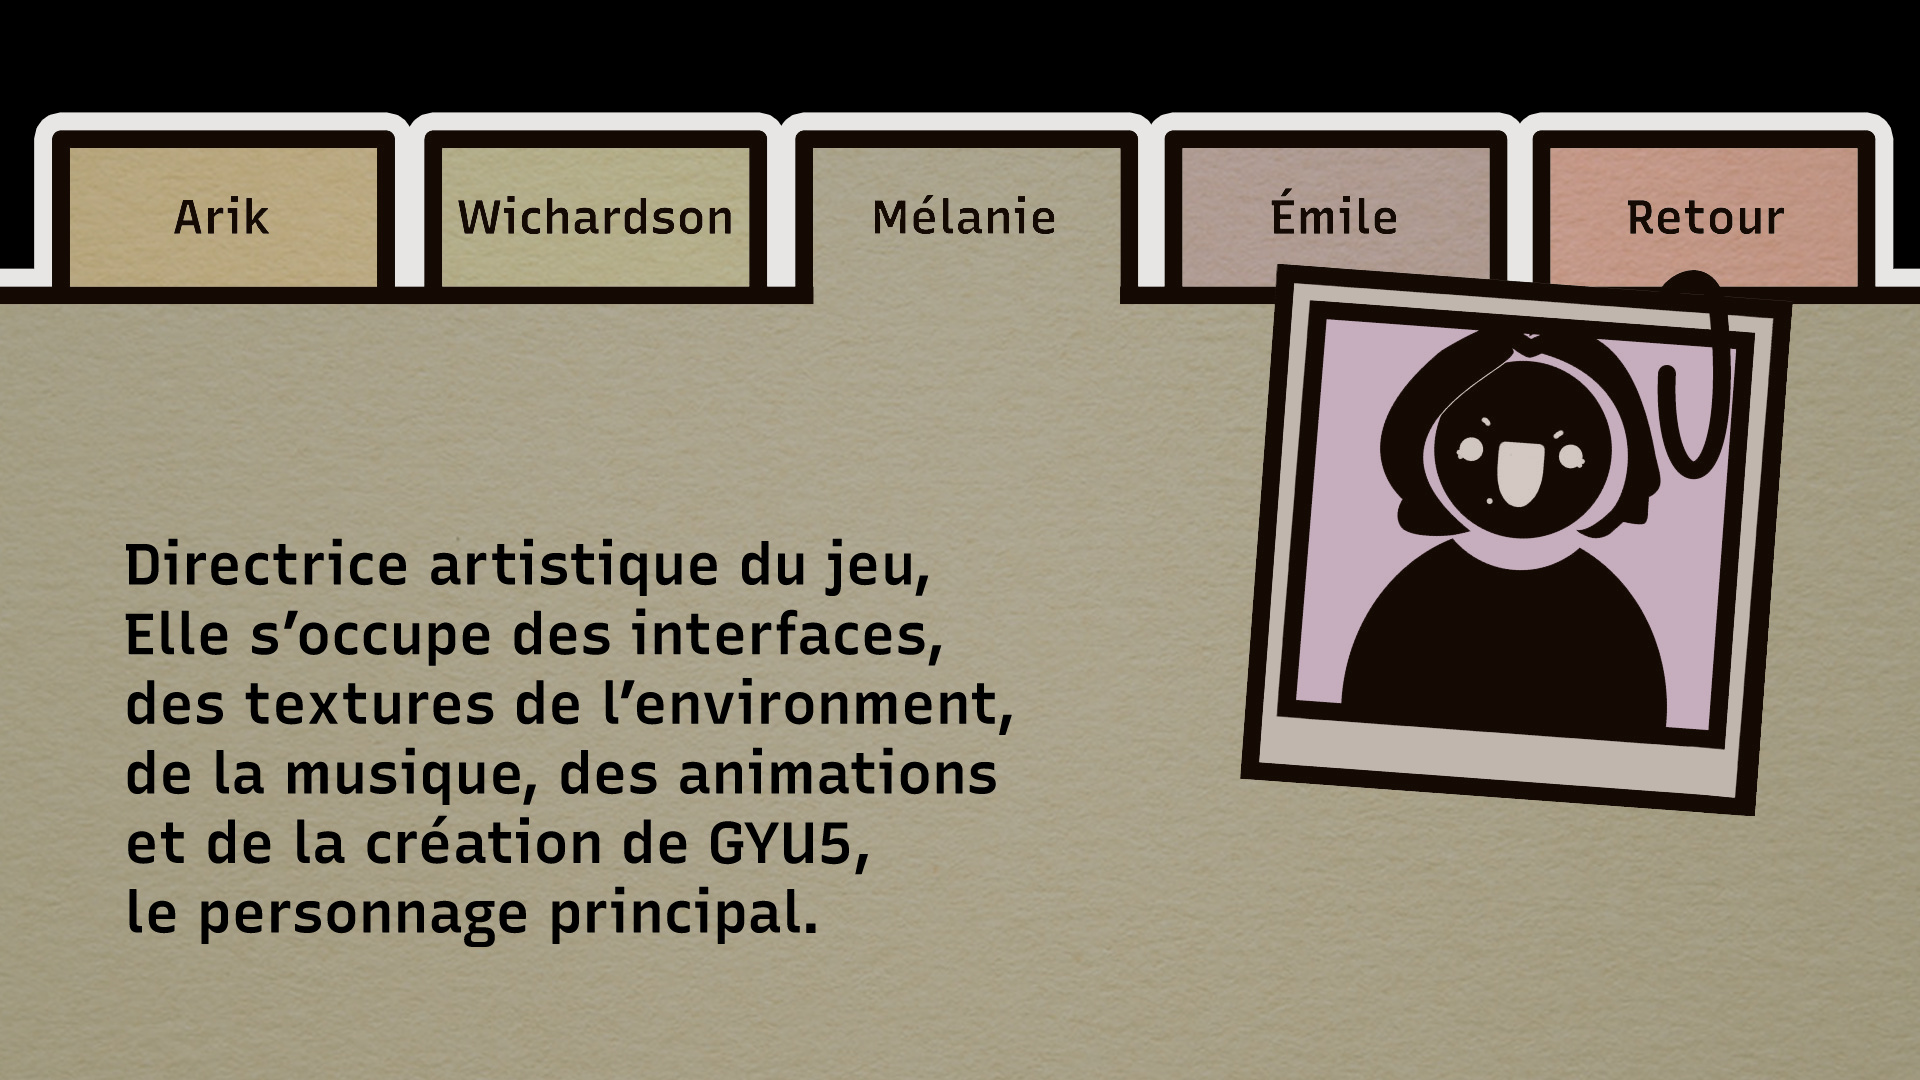 Arik
Wichardson
Mélanie
Émile
Retour
Directrice artistique du jeu,
Elle s’occupe des interfaces,
des textures de l’environment,
de la musique, des animations
et de la création de GYU5,
le personnage principal.